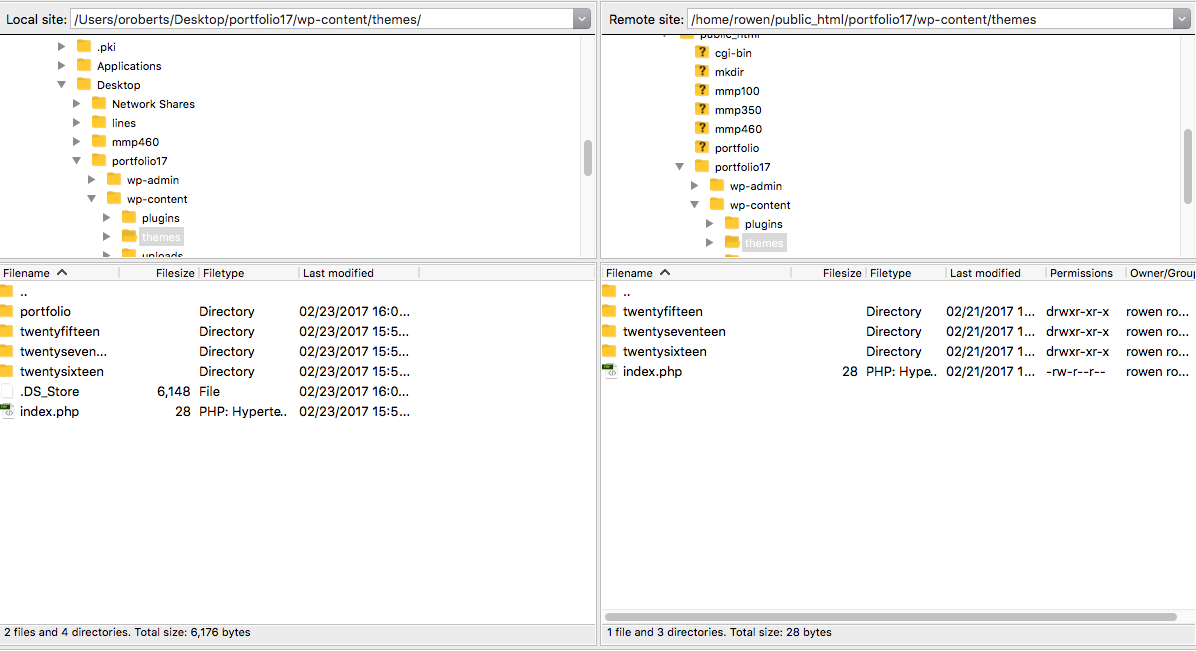 Local site: /Users/oroberts/Desktop/portfolio17/wp-content/themes/
.pki
Applications
Desktop
Network Shares
lines
mmp460
portfolio17
wp-admin
wp-content
plugins
themes
uploads
Filename Filesize Filetype Last modified
..
portfolio Directory 02/23/2017 16:0...
twentyfifteen Directory 02/23/2017 15:5...
twentyseven... Directory 02/23/2017 15:5...
twentysixteen Directory 02/23/2017 15:5...
.DS_Store 6,148 File 02/23/2017 16:0...
index.php 28 PHP: Hyperte.. 02/23/2017 15:5...
2 files and 4 directories. Total size: 6,176 bytes
Remote site: /home/rowen/public_html/portfolio17/wp-content/themes
public_html
cgi-bin
mkdir
mmp100
mmp350
mmp460
portfolio
portfolio17
wp-admin
wp-content
plugins
themes
Filename Filesize Filetype Last modified Permissions Owner/Group
..
twentyfifteen Directory 02/21/2017 1... drwxr-xr-x rowen ro...
twentyseventeen Directory 02/21/2017 1... drwxr-xr-x rowen ro...
twentysixteen Directory 02/21/2017 1... drwxr-xr-x rowen ro...
index.php 28 PHP: Hype.. 02/21/2017 1... -rw-r--r-- rowen ro...
1 file and 3 directories. Total size: 28 bytes